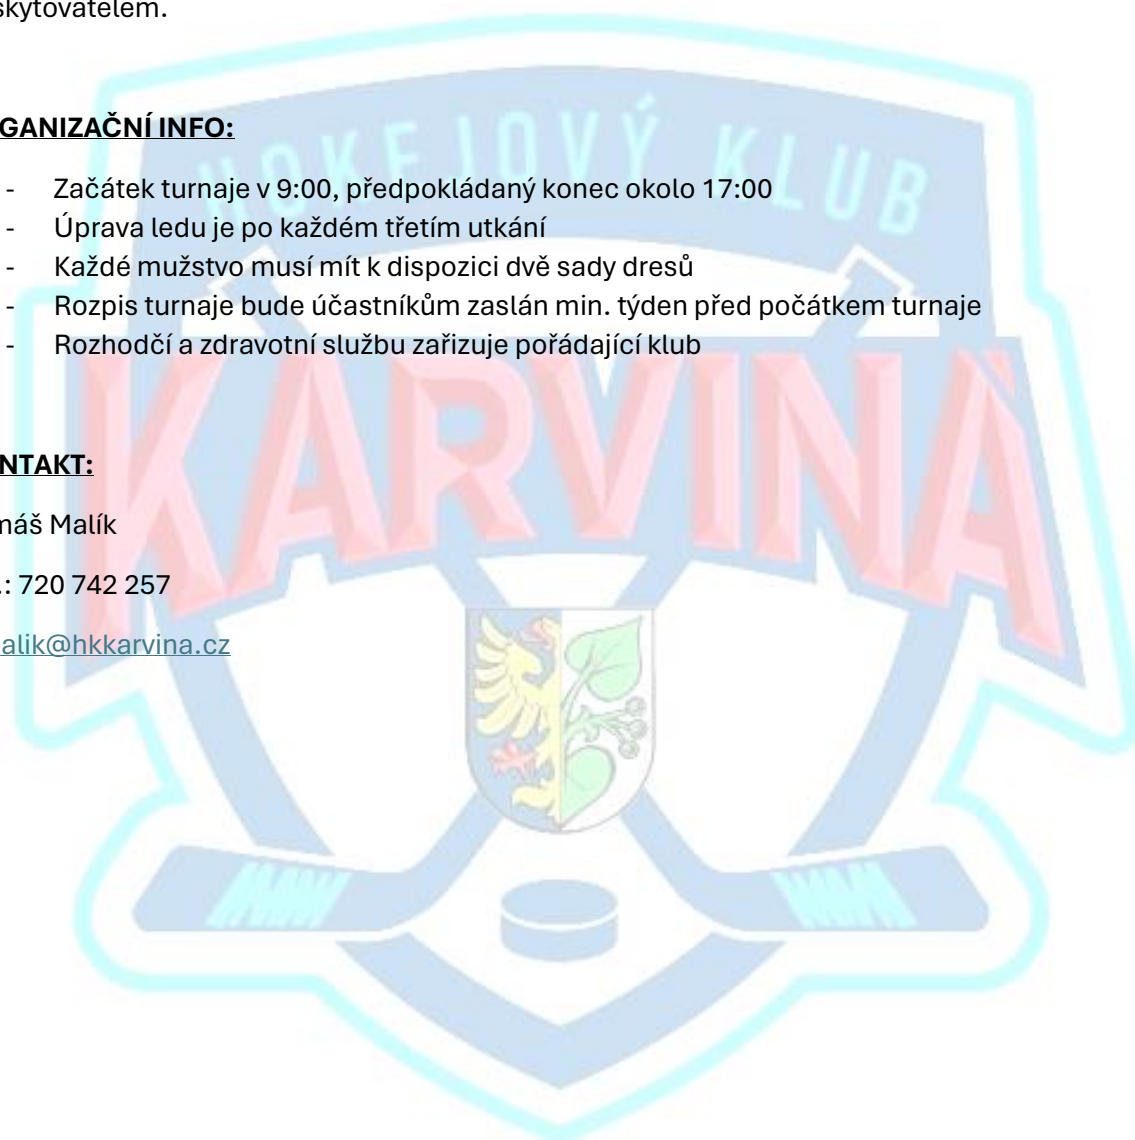 skytovatelem.
GANIZAČNÍ INFO:
- Začátek turnaje v 9:00, předpokládaný konec okolo 17:00
- Úprava ledu je po každém třetím utkání
- Každé mužstvo musí mít k dispozici dvě sady dresů
- Rozpis turnaje bude účastníkům zaslán min. týden před počátkem turnaje
- Rozhodčí a zdravotní službu zařizuje pořádající klub
NTAKT:
máš Malík
.: 720 742 257
alik@hkkarvina.cz
HOKEJOVÝ KLUB
KARVINÁ